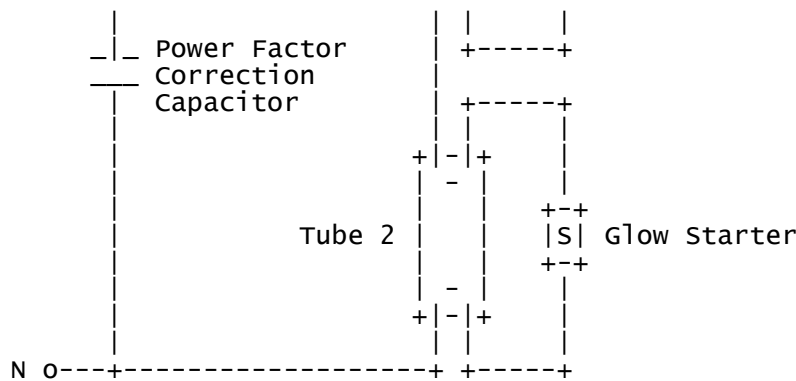 Power Factor
Correction
Capacitor
Tube 2 |S| Glow Starter
N o